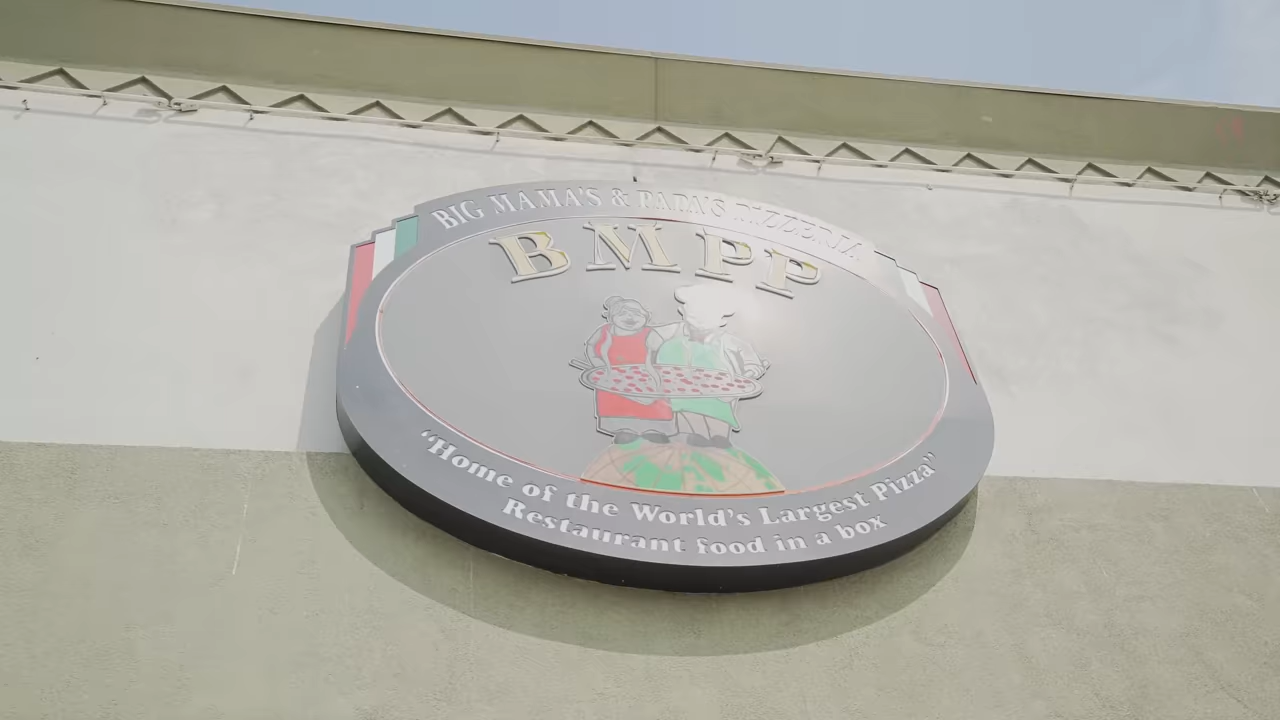 BIG MAMA'S & PAPA'S PIZZERIA
BMPP
“Home of the World's Largest Pizza”
Restaurant food in a box